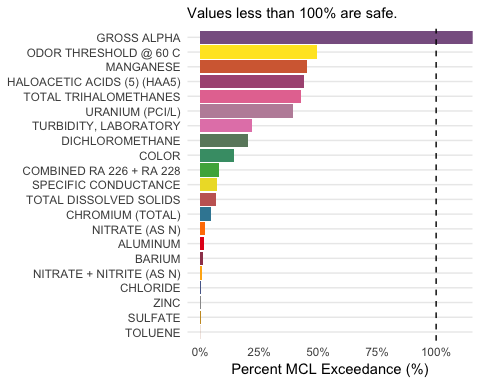 Values less than 100% are safe.
GROSS ALPHA
ODOR THRESHOLD @ 60 C
MANGANESE
HALOACETIC ACIDS (5) (HAA5)
TOTAL TRIHALOMETHANES
URANIUM (PCI/L)
TURBIDITY, LABORATORY
DICHLOROMETHANE
COLOR
COMBINED RA 226 + RA 228
SPECIFIC CONDUCTANCE
TOTAL DISSOLVED SOLIDS
CHROMIUM (TOTAL)
NITRATE (AS N)
ALUMINUM
BARIUM
NITRATE + NITRITE (AS N)
CHLORIDE
ZINC
SULFATE
TOLUENE
0% 25% 50% 75% 100%
Percent MCL Exceedance (%)